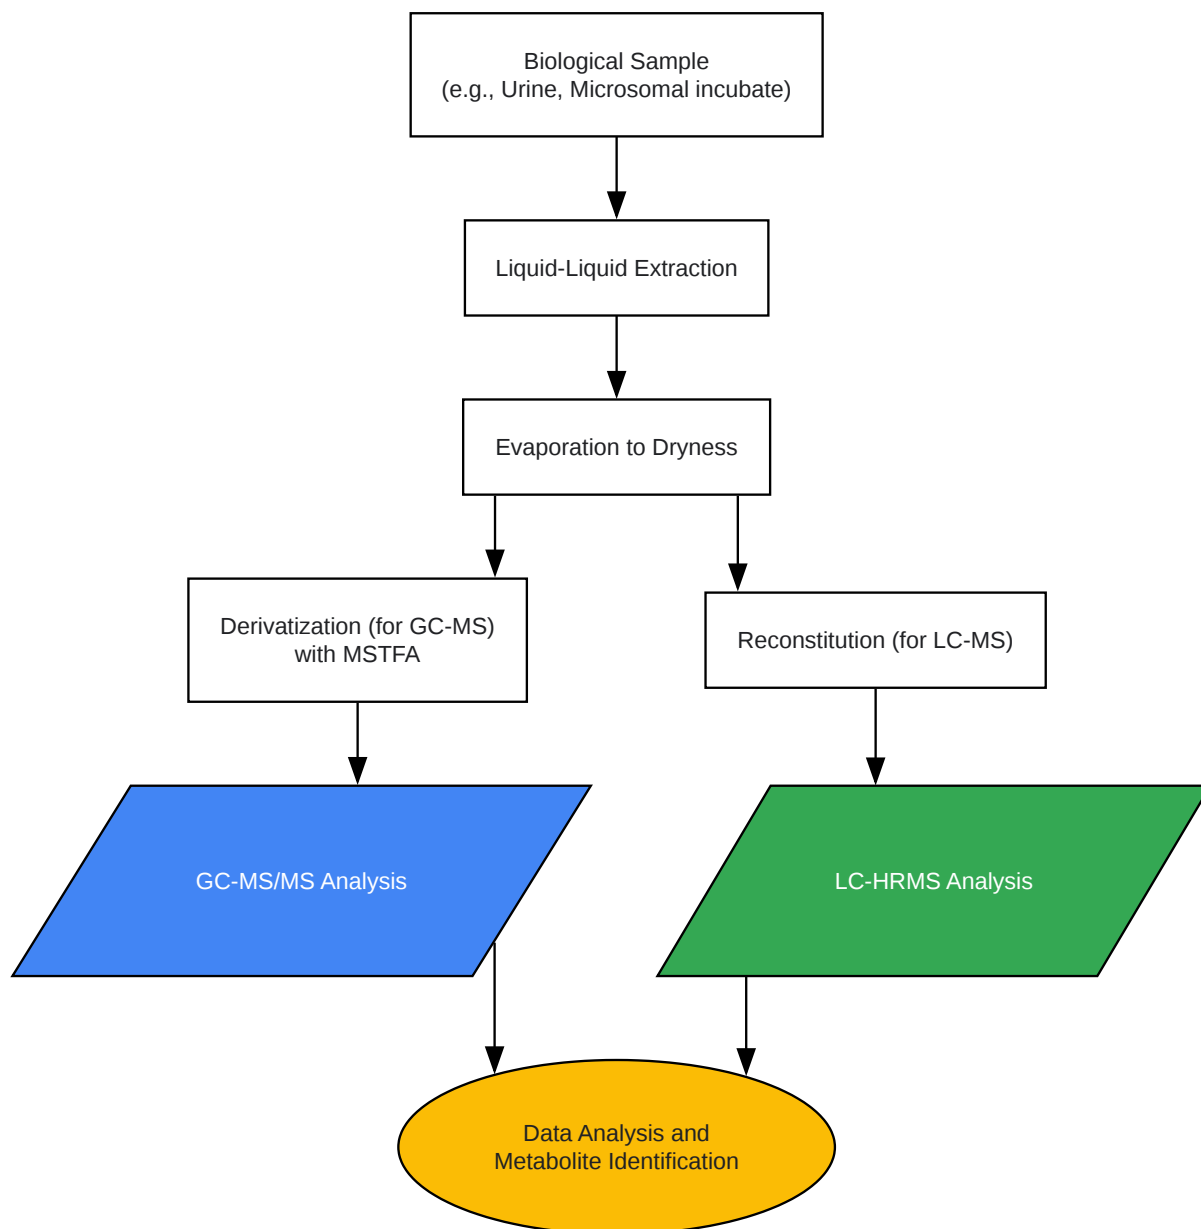 Biological Sample
(e.g., Urine, Microsomal incubate)
Liquid-Liquid Extraction
Evaporation to Dryness
Derivatization (for GC-MS)
with MSTFA
Reconstitution (for LC-MS)
GC-MS/MS Analysis
LC-HRMS Analysis
Data Analysis and
Metabolite Identification